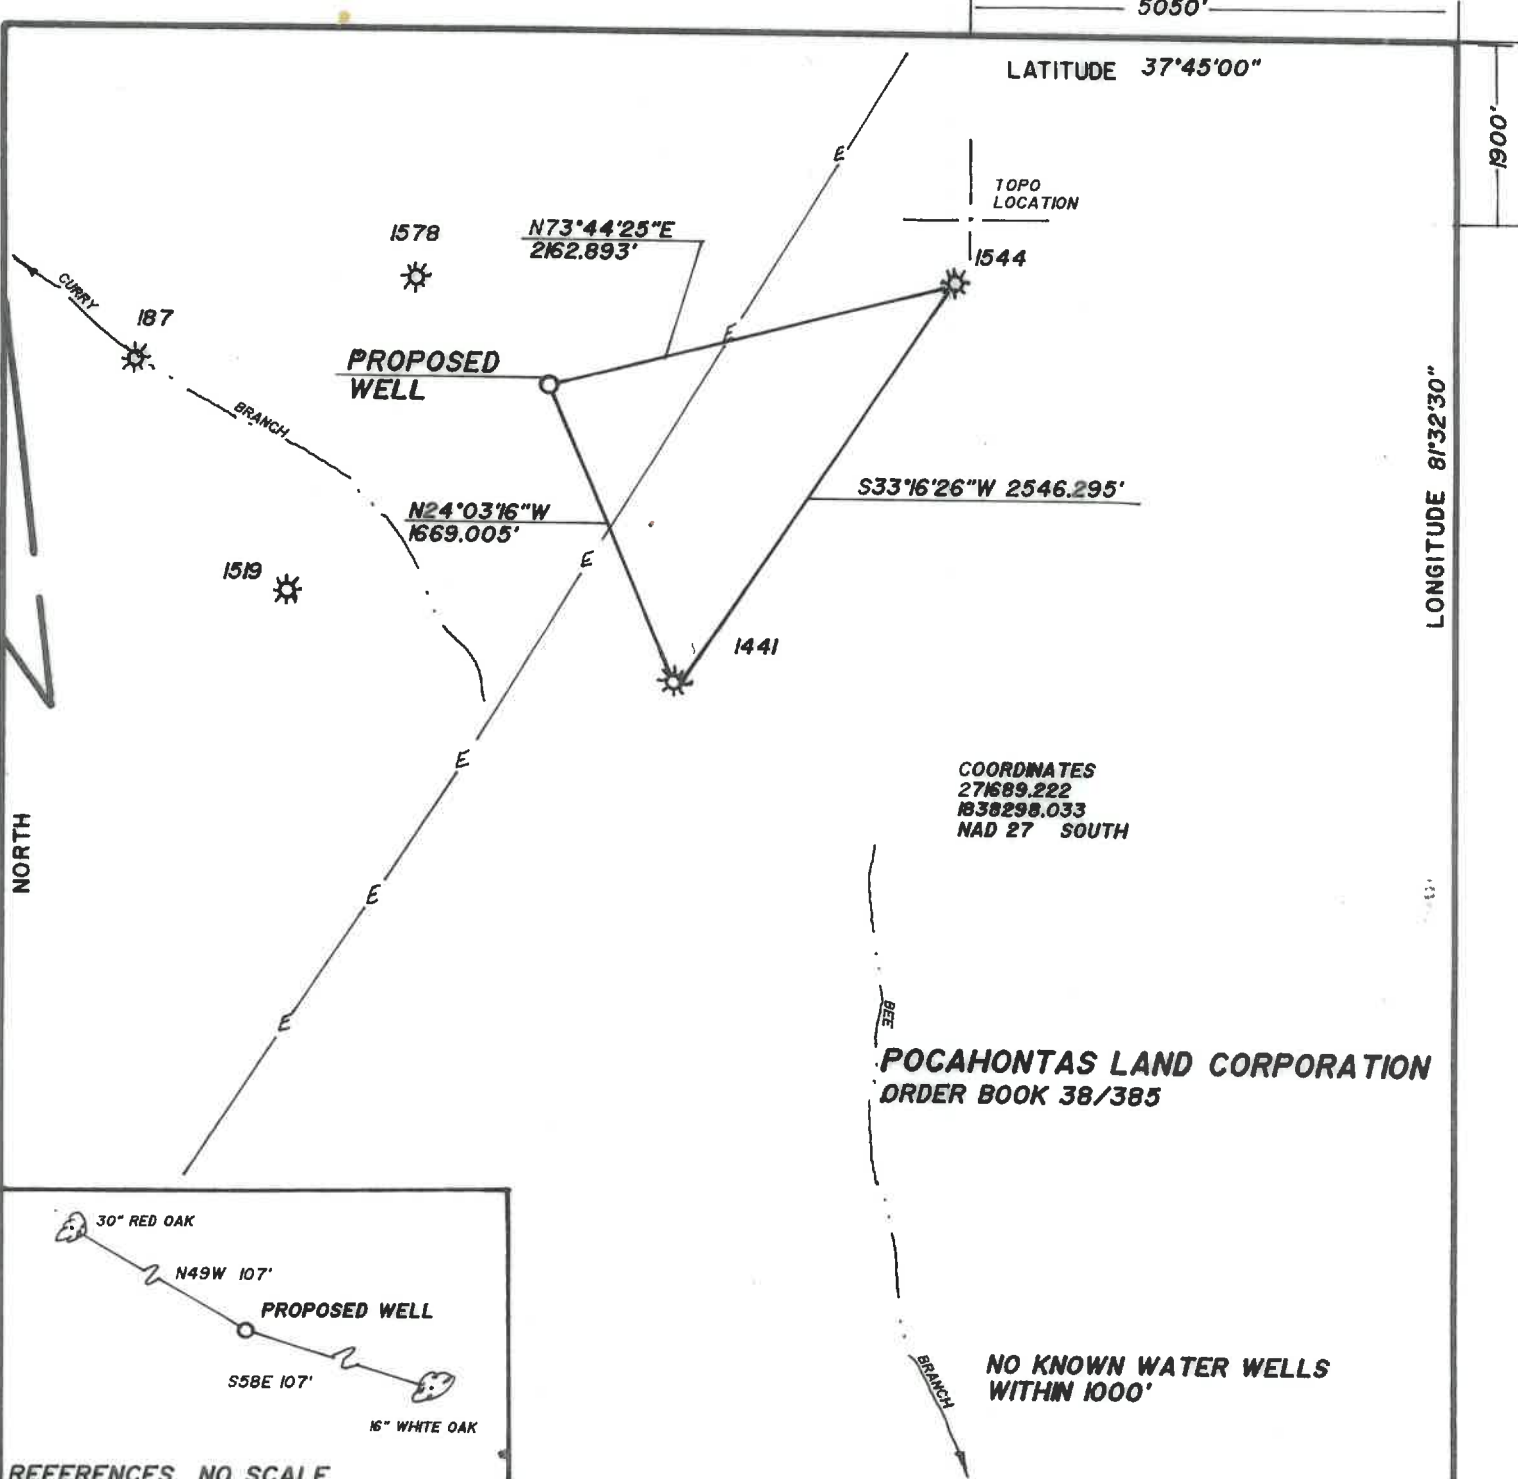 5050'
LATITUDE 37°45'00"
1900'
TOPO
LOCATION
1578
N73°44'25"E
2162.893'
1544
CURRY
187
PROPOSED
WELL
BRANCH
LONGITUDE 81°32'30"
S33°16'26"W 2546.295'
N24°03'16"W
1669.005'
1519
1441
E
E
E
E
E
E
COORDINATES
271689.222
1838298.033
NAD 27 SOUTH
NORTH
BEE
POCAHONTAS LAND CORPORATION
ORDER BOOK 38/385
30" RED OAK
N49W 107'
PROPOSED WELL
S58E 107'
16" WHITE OAK
BRANCH
NO KNOWN WATER WELLS
WITHIN 1000'
REFERENCES NO SCALE